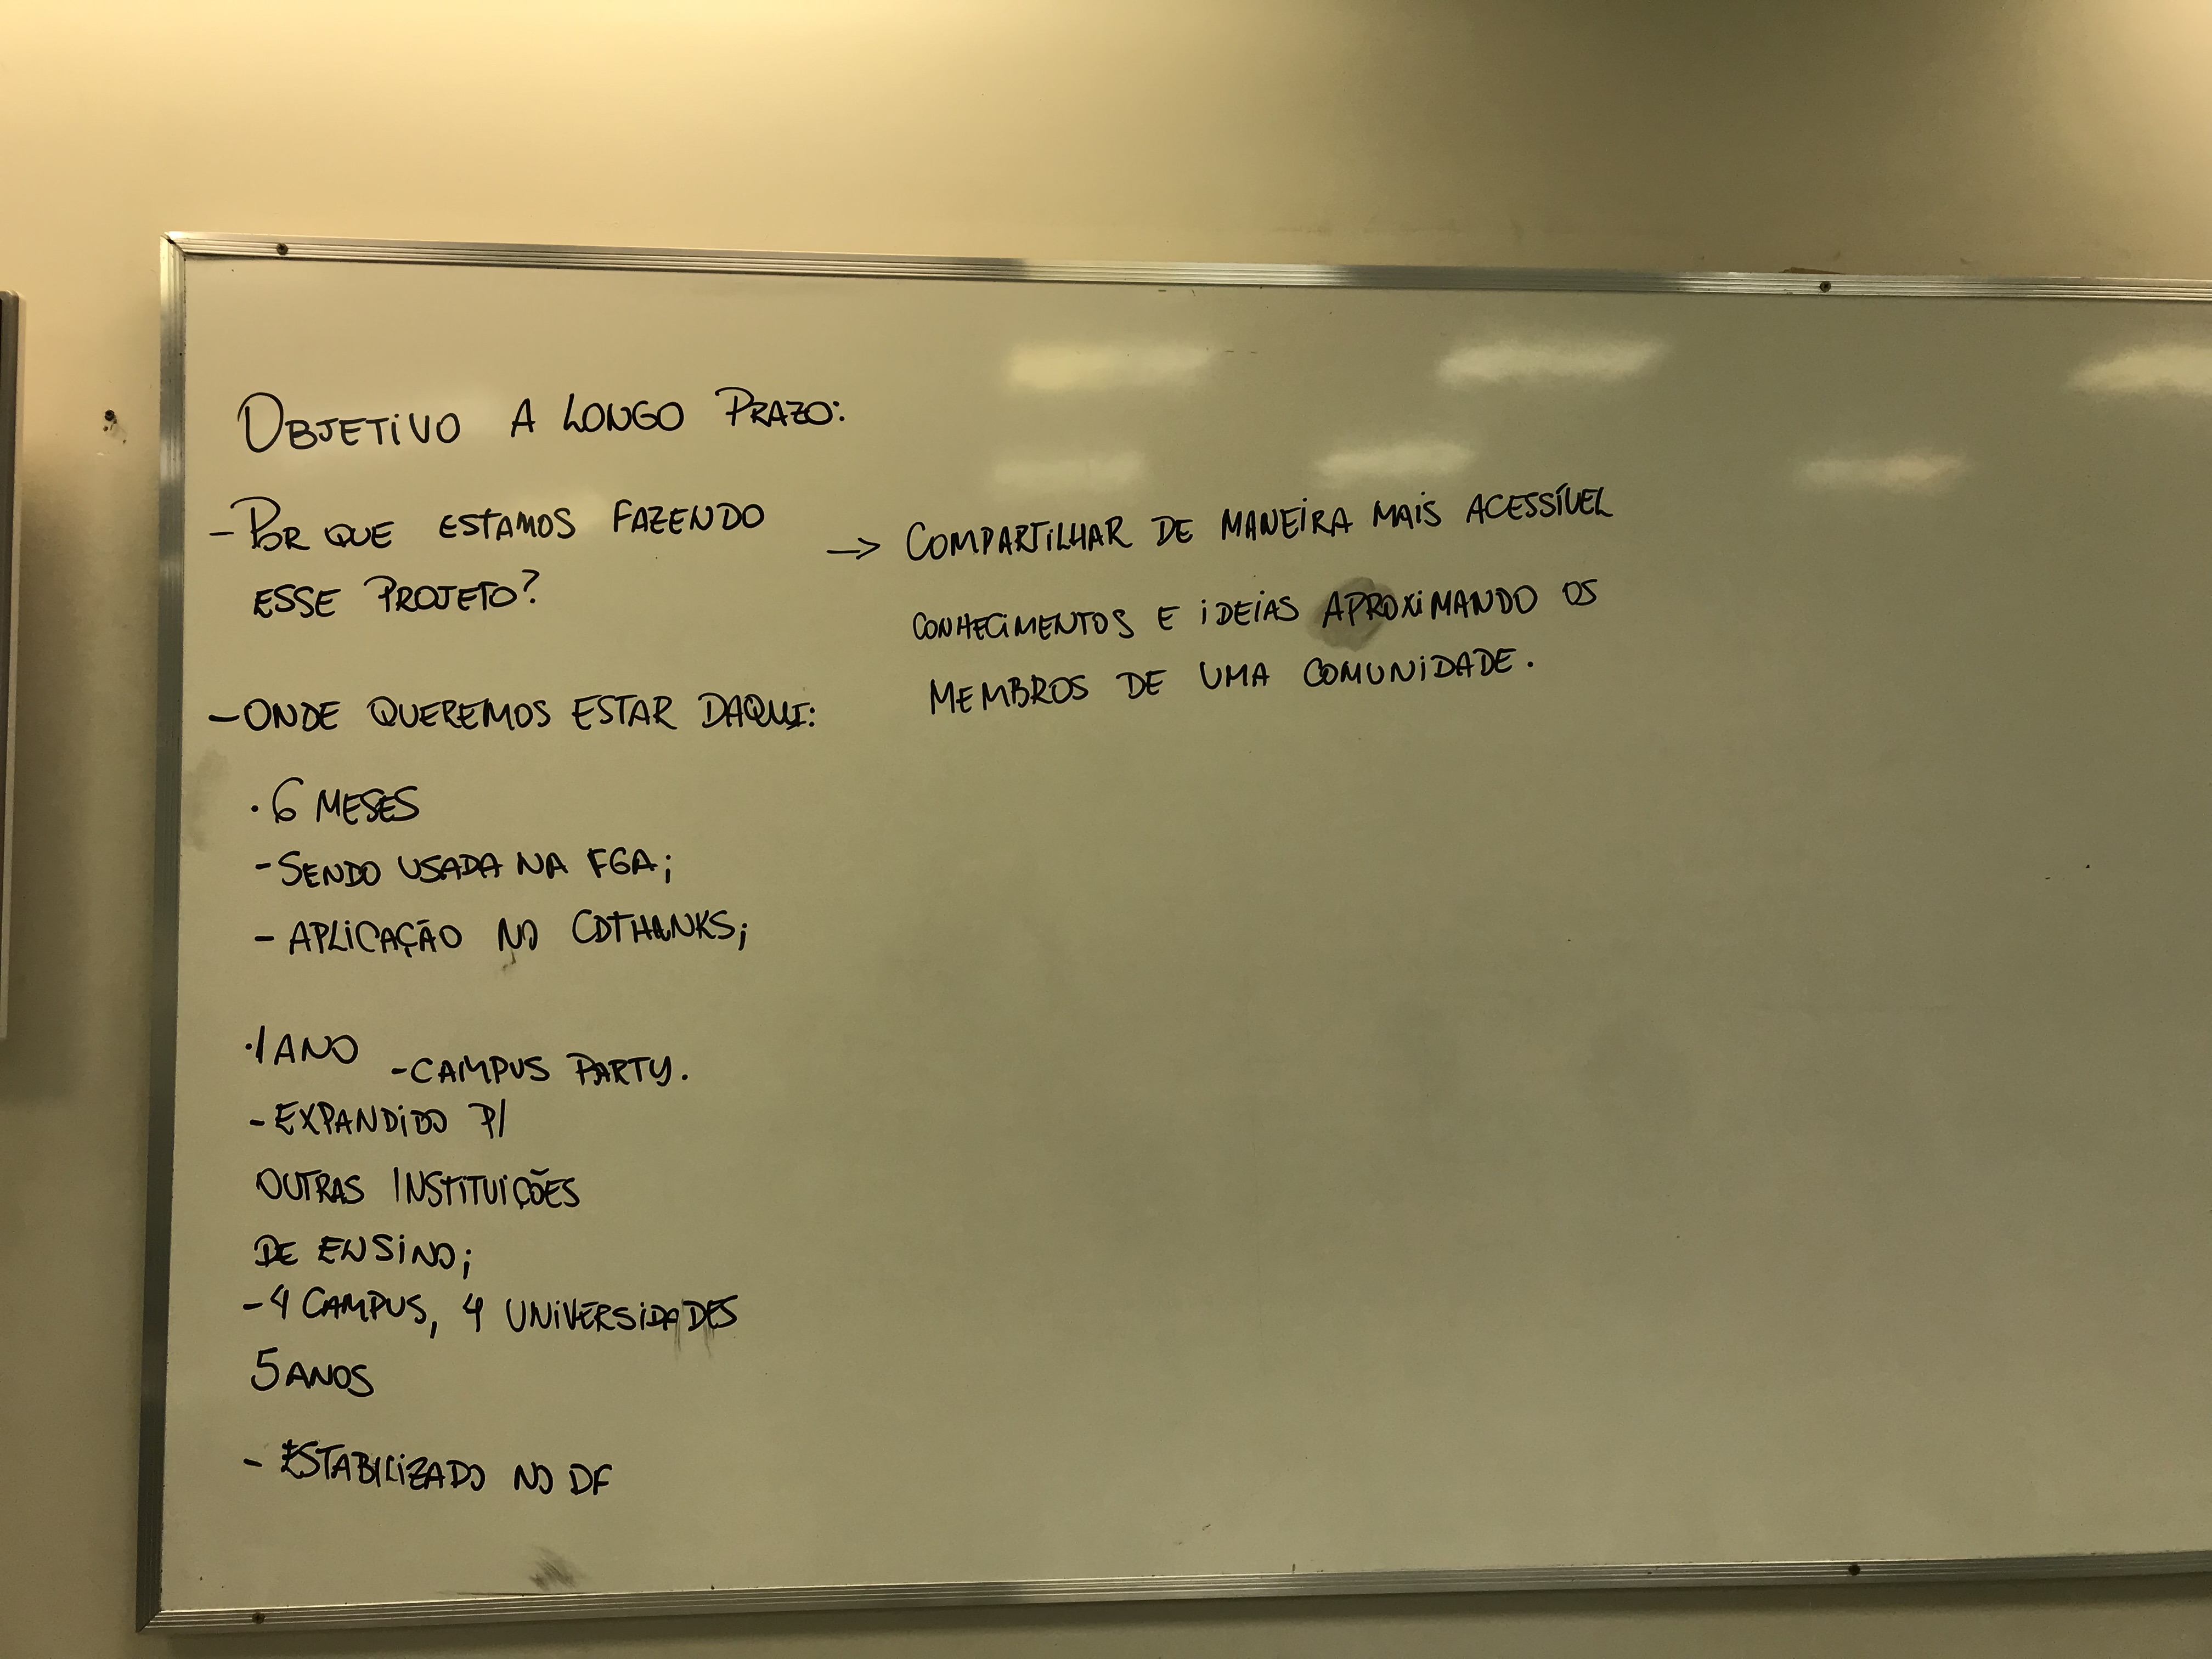 OBJETIVO A LONGO PRAZO:
- POR QUE ESTAMOS FAZENDO
ESSE PROJETO?
→ COMPARTILHAR DE MANEIRA MAIS ACESSÍVEL
CONHECIMENTOS E IDEIAS APROXIMANDO OS
MEMBROS DE UMA COMUNIDADE.
- ONDE QUEREMOS ESTAR DAQUI:
· 6 MESES
- SENDO USADA NA FGA;
- APLICAÇÃO NO CDTHANKS;
· 1 ANO
- CAMPUS PARTY.
- EXPANDIDO P/
OUTRAS INSTITUIÇÕES
DE ENSINO;
- 4 CAMPUS, 4 UNIVERSIDADES
5 ANOS
- ESTABILIZADO NO DF